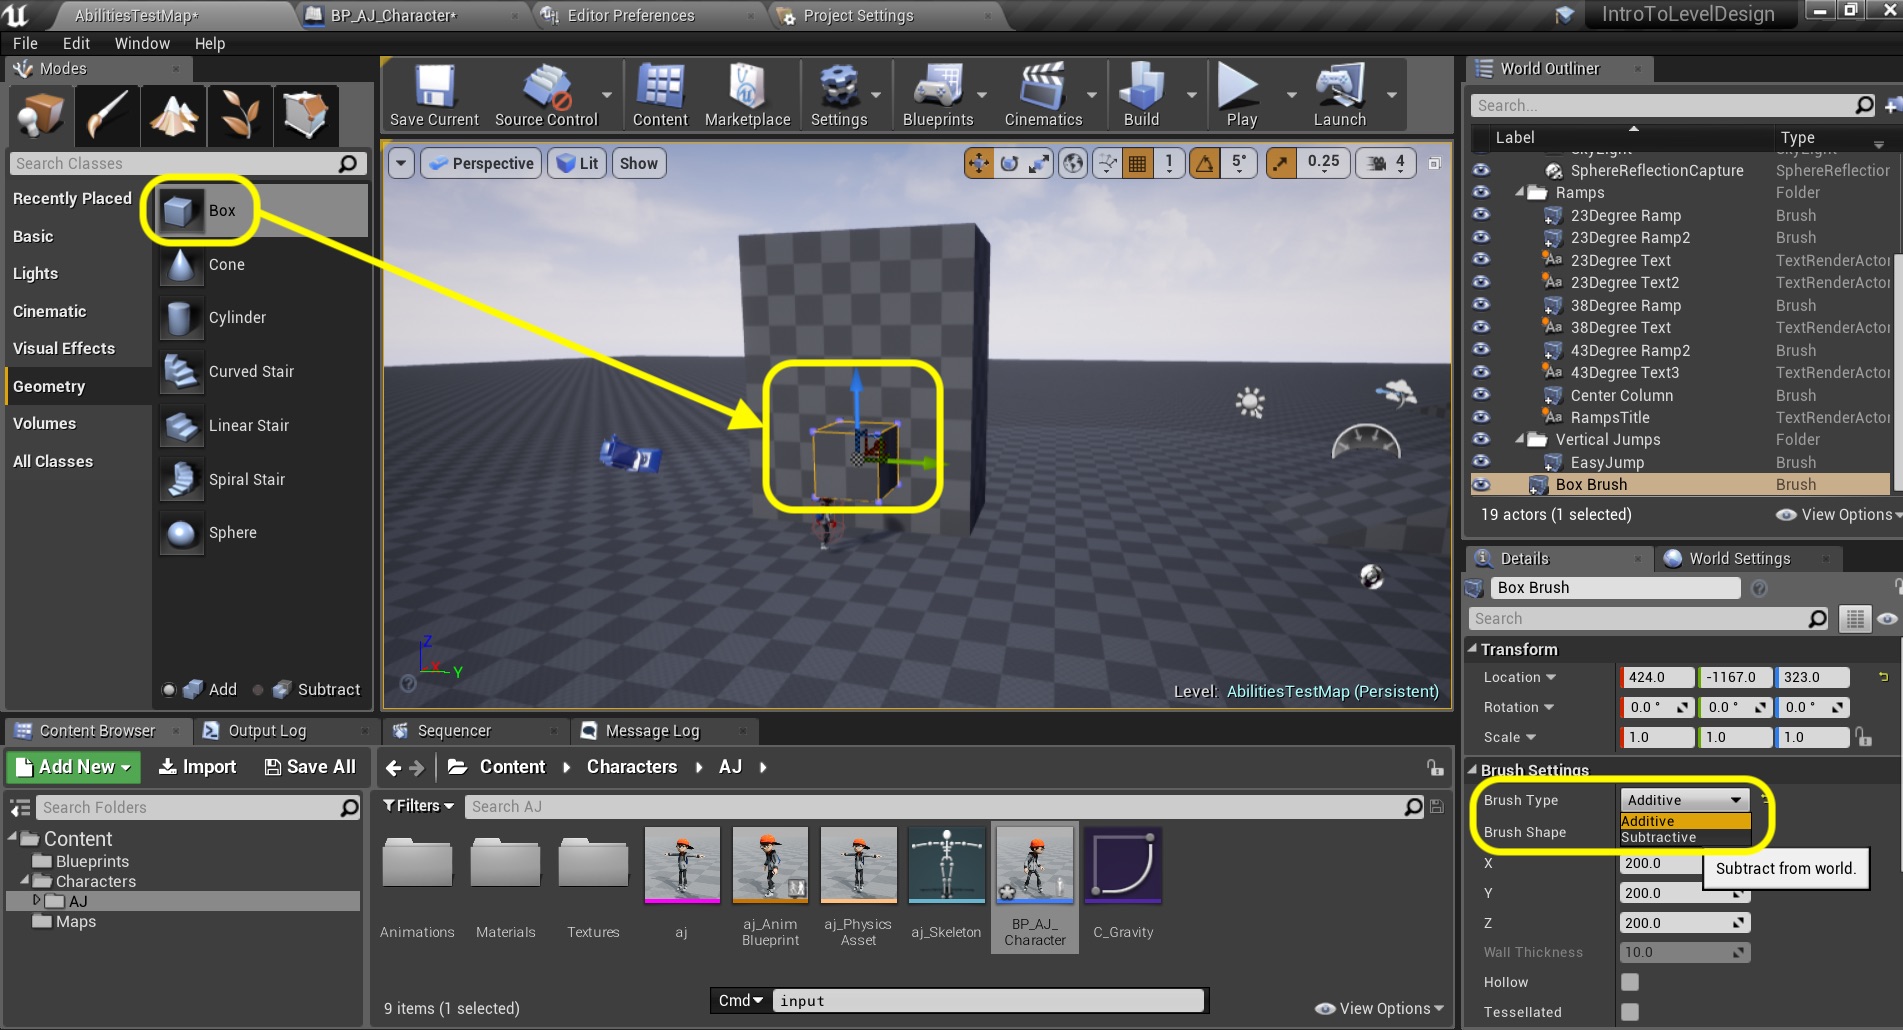 AbilitiesTestMap*
BP_AJ_Character*
Editor Preferences
Project Settings
IntroToLevelDesign
File Edit Window Help
Modes
Search Classes
Recently Placed
Basic
Lights
Cinematic
Visual Effects
Geometry
Volumes
All Classes
Box
Cone
Cylinder
Curved Stair
Linear Stair
Spiral Stair
Sphere
Add Subtract
Save Current Source Control Content Marketplace Settings Blueprints Cinematics Build Play Launch
Perspective Lit Show 1 5° 0.25 4
Z
X
Y
Level: AbilitiesTestMap (Persistent)
World Outliner
Search...
Label Type
SphereReflectionCapture SphereReflection
Ramps Folder
23Degree Ramp Brush
23Degree Ramp2 Brush
Aa 23Degree Text TextRenderActor
Aa 23Degree Text2 TextRenderActor
38Degree Ramp Brush
Aa 38Degree Text TextRenderActor
43Degree Ramp2 Brush
Aa 43Degree Text3 TextRenderActor
Center Column Brush
Aa RampsTitle TextRenderActor
Vertical Jumps Folder
EasyJump Brush
Box Brush Brush
19 actors (1 selected) View Options
Details World Settings
Box Brush
Search
Transform
Location 424.0 -1167.0 323.0
Rotation 0.0 ° 0.0 ° 0.0 °
Scale 1.0 1.0 1.0
Brush Settings
Brush Type Additive
Additive
Subtractive
Brush Shape
Subtract from world.
X 200.0
Y 200.0
Z 200.0
Wall Thickness 10.0
Hollow
Tessellated
Content Browser Output Log Sequencer Message Log
Add New Import Save All Content Characters AJ
Search Folders
Filters Search AJ
Content
Blueprints
Characters
AJ
Maps
Animations
Materials
Textures
aj
aj_Anim
Blueprint
aj_Physics
Asset
aj_Skeleton
BP_AJ_
Character
C_Gravity
9 items (1 selected)
Cmd input
View Options